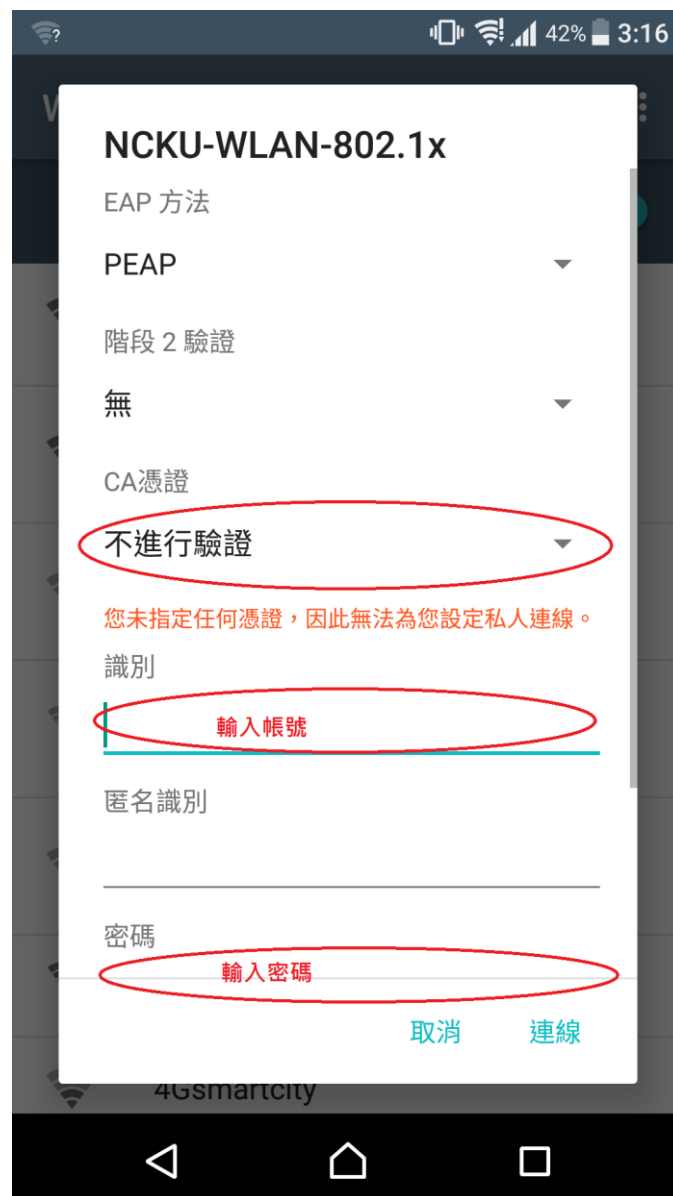 ?
42% 3:16
W
NCKU-WLAN-802.1x
EAP 方法
PEAP
階段 2 驗證
無
CA憑證
不進行驗證
您未指定任何憑證，因此無法為您設定私人連線。
識別
輸入帳號
匿名識別
密碼
輸入密碼
取消 連線
4Gsmartcity